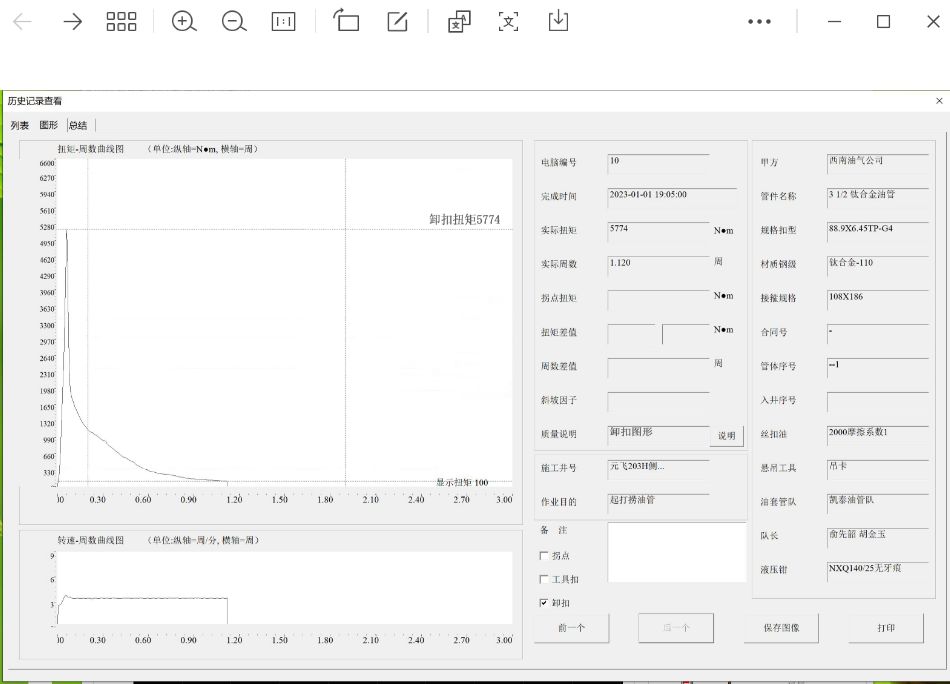 历史记录查看
列表 图形 总结
扭矩-周数曲线图 （单位:纵轴=N●m, 横轴=周）
6600
6270
5940
5610
5280
4950
4620
4290
3960
3630
3300
2970
2640
2310
1980
1650
1320
990
660
330
卸扣扭矩5774
显示扭矩 100
0.30 0.60 0.90 1.20 1.50 1.80 2.10 2.40 2.70 3.00
转速-周数曲线图 （单位:纵轴=周/分, 横轴=周）
9
6
3
0.30 0.60 0.90 1.20 1.50 1.80 2.10 2.40 2.70 3.00
电脑编号 10
完成时间 2023-01-01 19:05:00
实际扭矩 5774 N●m
实际周数 1.120 周
拐点扭矩 N●m
扭矩差值 N●m
周数差值 周
斜坡因子
质量说明 卸扣图形 说明
施工井号 元飞203H侧...
作业目的 起打捞油管
备 注
拐点
工具扣
卸扣
甲方 西南油气公司
管件名称 3 1/2 钛合金油管
规格扣型 88.9X6.45TP-G4
材质钢级 钛合金-110
接箍规格 108X186
合同号 -
管体序号 --1
入井序号
丝扣油 2000摩擦系数1
悬吊工具 吊卡
油套管队 凯泰油管队
队长 俞先韶 胡金玉
液压钳 NXQ140/25无牙痕
前一个 后一个 保存图像 打印